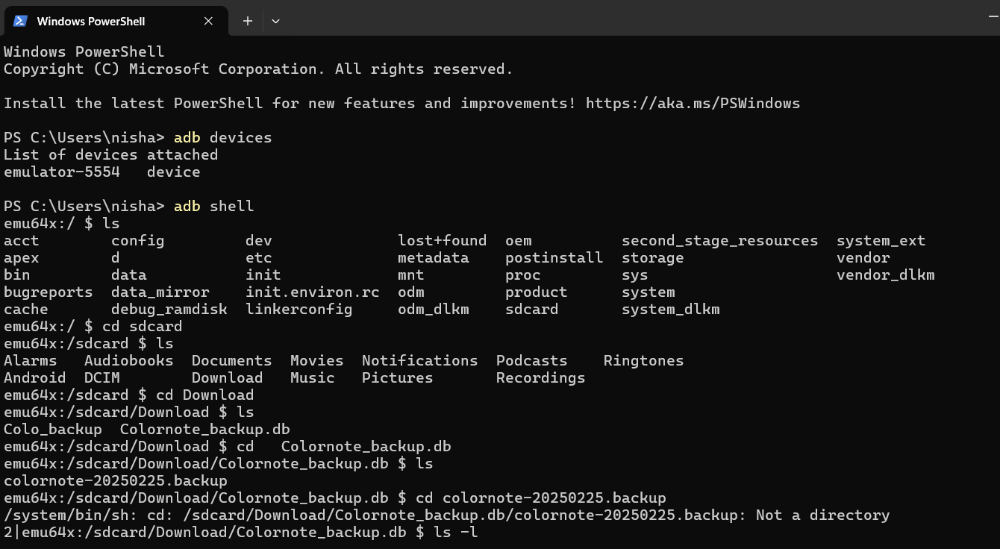 Windows PowerShell
Windows PowerShell
Copyright (C) Microsoft Corporation. All rights reserved.
Install the latest PowerShell for new features and improvements! https://aka.ms/PSWindows
PS C:\Users\nisha> adb devices
List of devices attached
emulator-5554   device
PS C:\Users\nisha> adb shell
emu64x:/ $ ls
acct        config         dev              lost+found  oem          second_stage_resources  system_ext
apex        d              etc              metadata    postinstall  storage                 vendor
bin         data           init             mnt         proc         sys                     vendor_dlkm
bugreports  data_mirror    init.environ.rc  odm         product      system
cache       debug_ramdisk  linkerconfig     odm_dlkm    sdcard       system_dlkm
emu64x:/ $ cd sdcard
emu64x:/sdcard $ ls
Alarms   Audiobooks  Documents  Movies  Notifications  Podcasts    Ringtones
Android  DCIM        Download   Music   Pictures       Recordings
emu64x:/sdcard $ cd Download
emu64x:/sdcard/Download $ ls
Colo_backup  Colornote_backup.db
emu64x:/sdcard/Download $ cd   Colornote_backup.db
emu64x:/sdcard/Download/Colornote_backup.db $ ls
colornote-20250225.backup
emu64x:/sdcard/Download/Colornote_backup.db $ cd colornote-20250225.backup
/system/bin/sh: cd: /sdcard/Download/Colornote_backup.db/colornote-20250225.backup: Not a directory
2|emu64x:/sdcard/Download/Colornote_backup.db $ ls -l